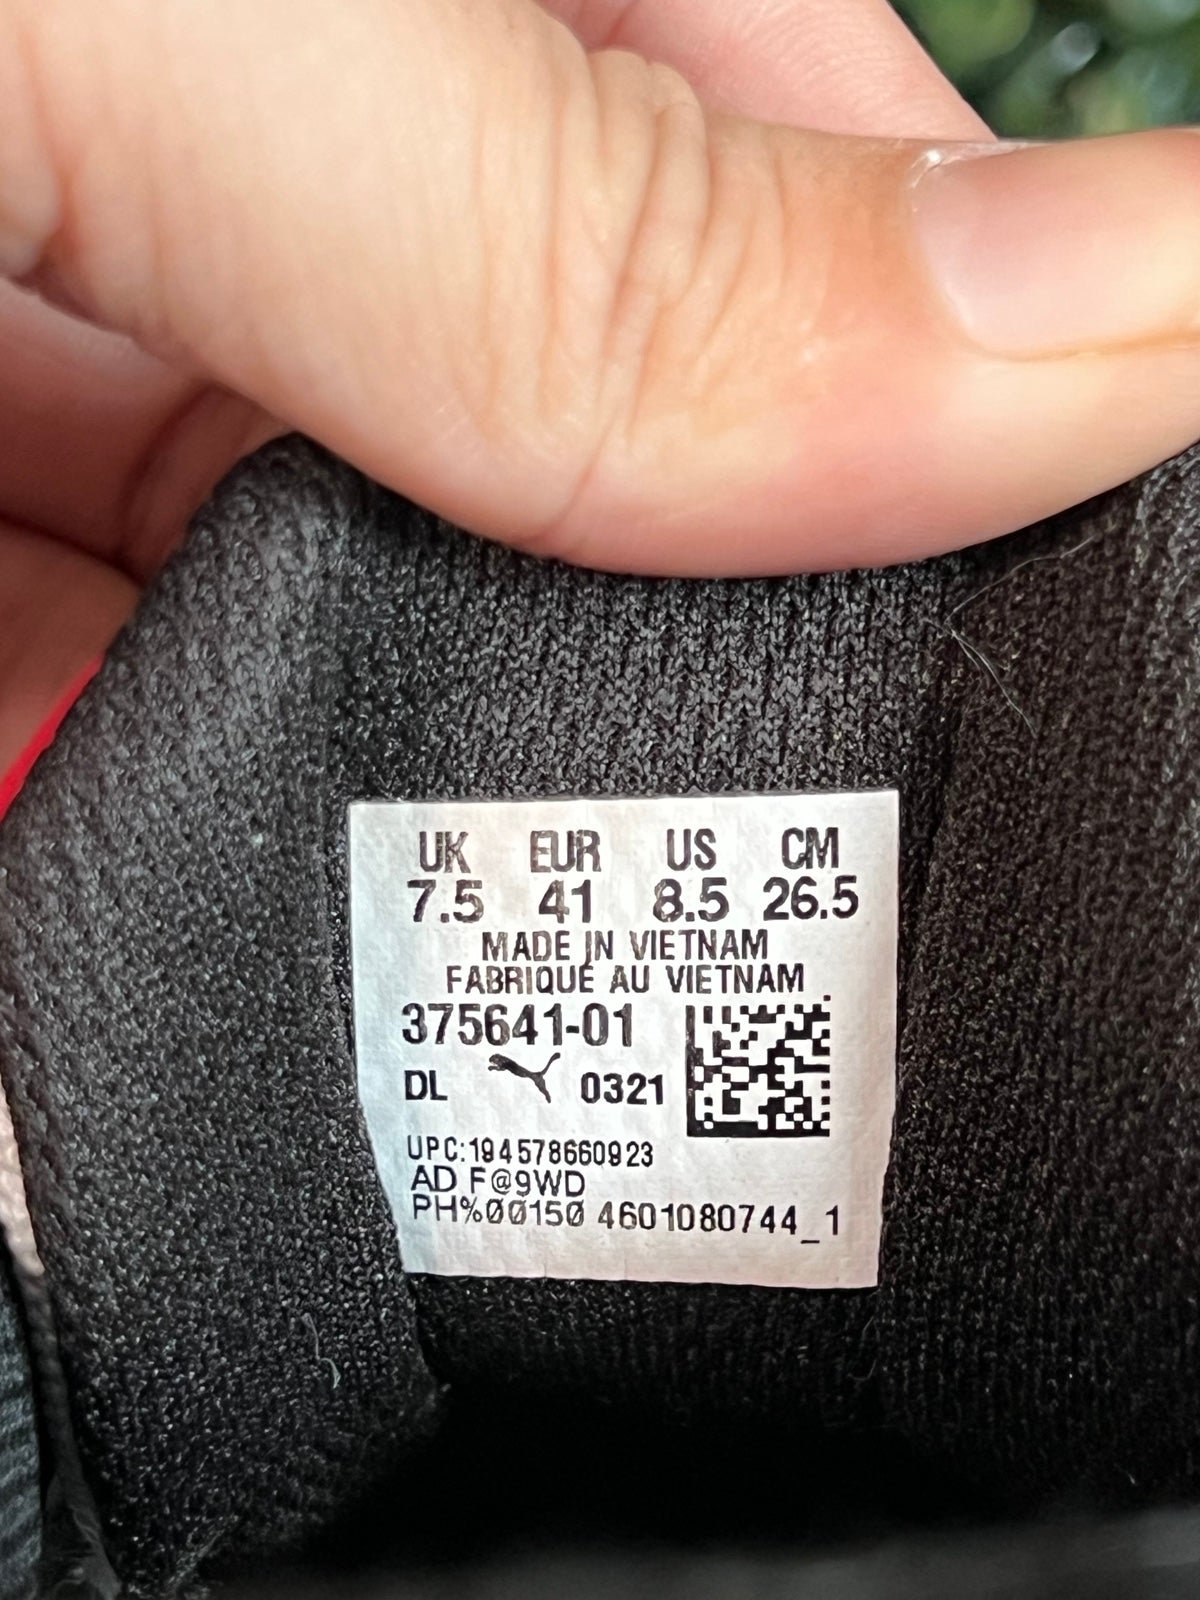 UK EUR US CM
7.5 41 8.5 26.5
MADE IN VIETNAM
FABRIQUÉ AU VIETNAM
375641-01
DL 0321
UPC:194578660923
AD F@9WD
PH%00150 4601080744_1